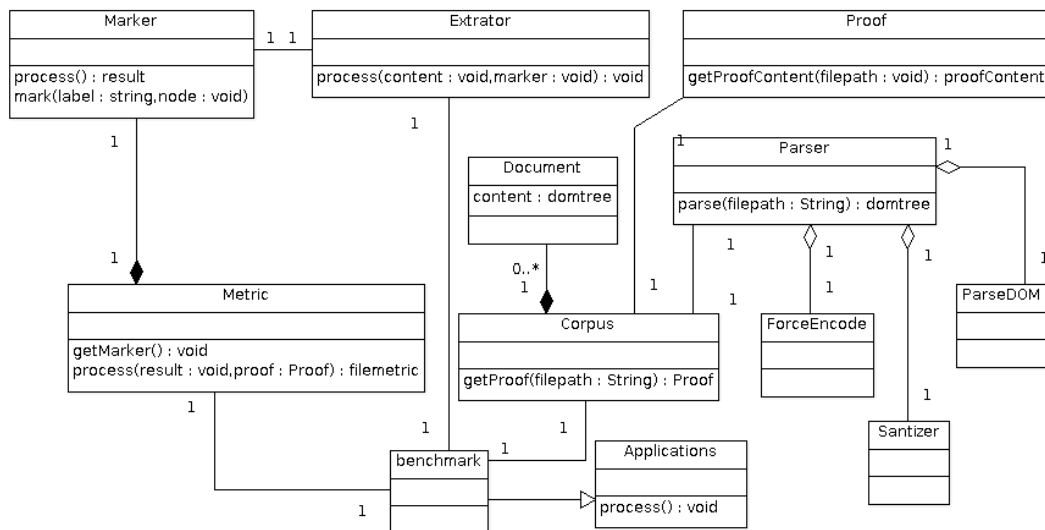 Marker
process() : result
mark(label : string,node : void)
1
1
Extrator
process(content : void,marker : void) : void
Proof
getProofContent(filepath : void) : proofContent
1
1
1
Document
content : domtree
0..*
1
1
Parser
parse(filepath : String) : domtree
1
1
1
1
1
1
1
1
Metric
getMarker() : void
process(result : void,proof : Proof) : filemetric
1
Corpus
getProof(filepath : String) : Proof
1
1
ForceEncode
ParseDOM
1
Santizer
1
1
1
benchmark
1
Applications
process() : void